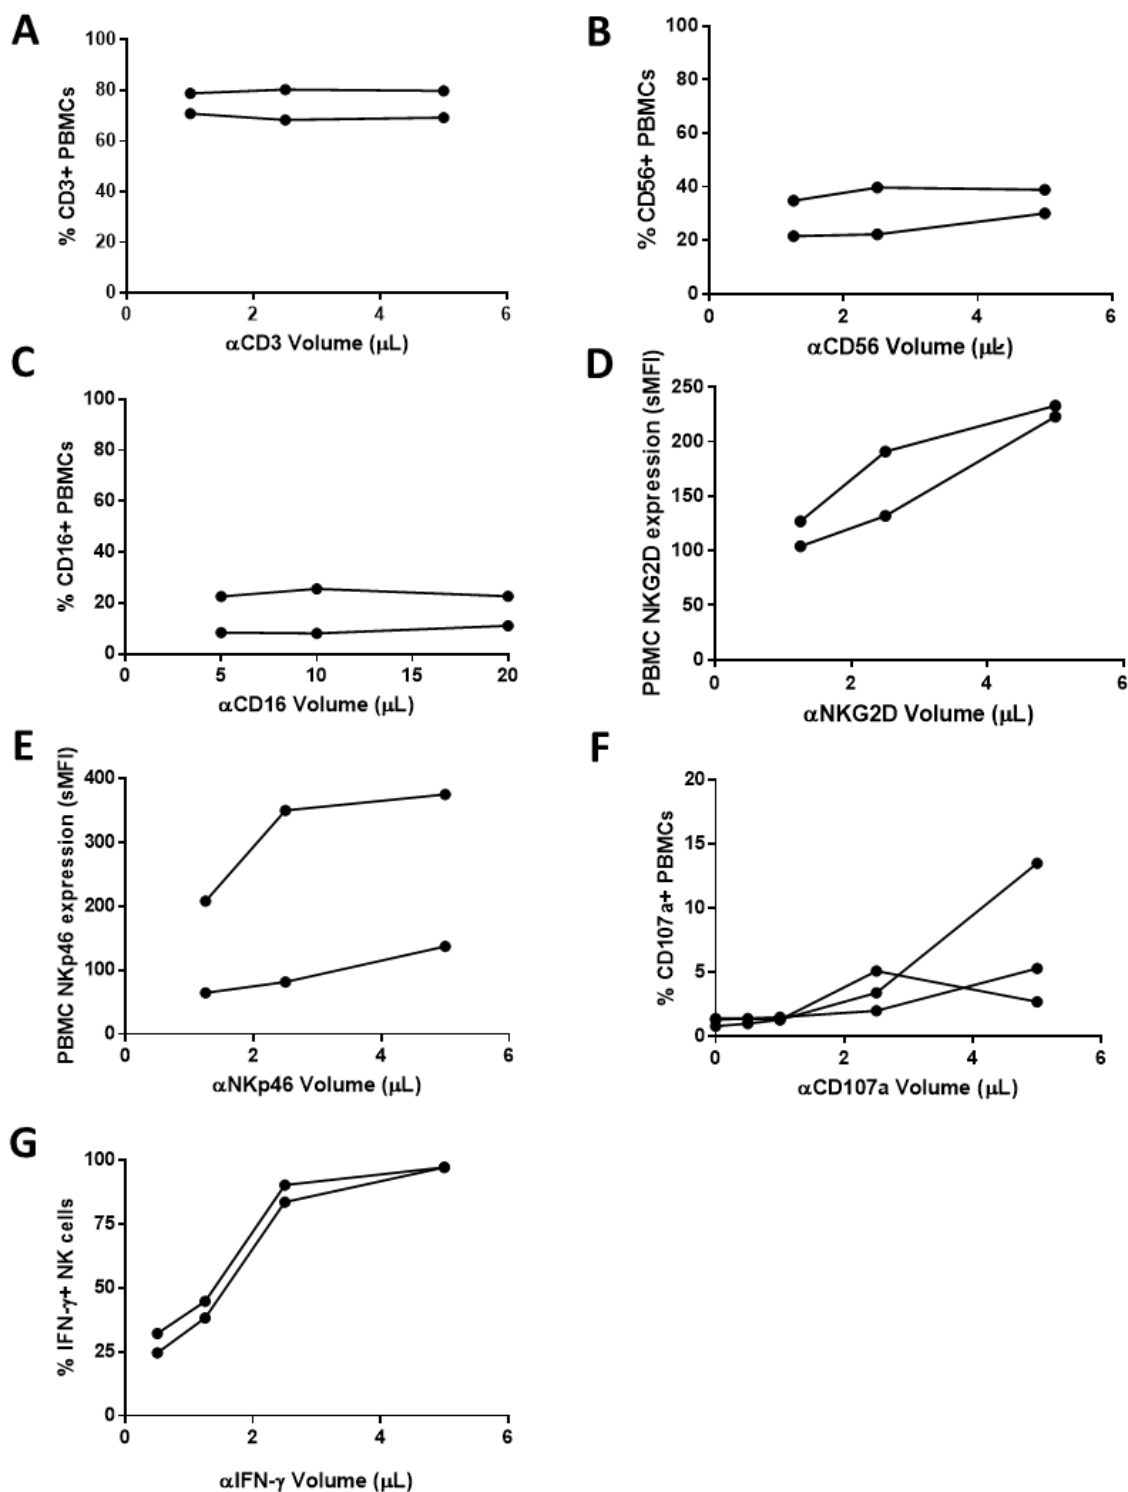 A
100
80
60
40
20
0
% CD3+ PBMCs
0 2 4 6
αCD3 Volume (µL)
B
100
80
60
40
20
0
% CD56+ PBMCs
0 2 4 6
αCD56 Volume (µL)
C
100
80
60
40
20
0
% CD16+ PBMCs
0 5 10 15 20
αCD16 Volume (µL)
D
250
200
150
100
50
0
PBMC NKG2D expression (sMFI)
0 2 4 6
αNKG2D Volume (µL)
E
400
300
200
100
0
PBMC NKp46 expression (sMFI)
0 2 4 6
αNKp46 Volume (µL)
F
20
15
10
5
0
% CD107a+ PBMCs
0 2 4 6
αCD107a Volume (µL)
G
100
75
50
25
0
% IFN-γ+ NK cells
0 2 4 6
αIFN-γ Volume (µL)